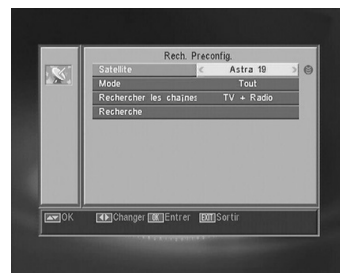 Rech. Preconfig.
Satellite < Astra 19 >
Mode Tout
Rechercher les chaînes TV + Radio
Recherche
OK Changer OK Entrer EXIT Sortir